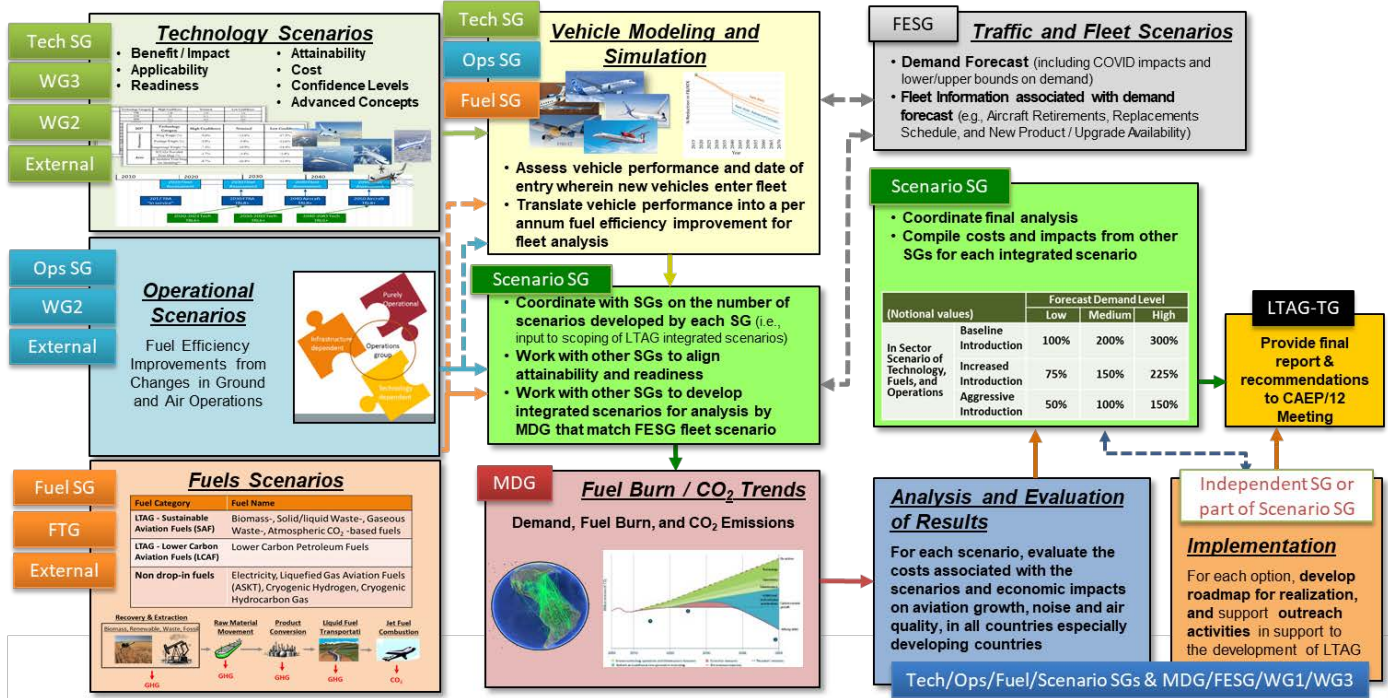 Tech SG
WG3
WG2
External
Technology Scenarios
• Benefit / Impact
• Applicability
• Readiness
• Attainability
• Cost
• Confidence Levels
• Advanced Concepts
2010
2020
2030
2040
Ops SG
WG2
External
Operational
Scenarios
Fuel Efficiency
Improvements from
Changes in Ground
and Air Operations
Purely
Operational
Infrastructure
dependent
Operations
group
Technology
dependent
Fuel SG
FTG
External
Fuels Scenarios
Fuel Category
Fuel Name
LTAG - Sustainable
Aviation Fuels (SAF)
Biomass-, Solid/liquid Waste-, Gaseous
Waste-, Atmospheric CO2 -based fuels
LTAG - Lower Carbon
Aviation Fuels (LCAF)
Lower Carbon Petroleum Fuels
Non drop-in fuels
Electricity, Liquefied Gas Aviation Fuels
(ASKT), Cryogenic Hydrogen, Cryogenic
Hydrocarbon Gas
Recovery & Extraction
Biomass, Renewable, Waste, Fossil
Raw Material
Movement
Product
Conversion
Liquid Fuel
Transportati
Jet Fuel
Combustion
GHG
GHG
GHG
GHG
CO2
Tech SG
Ops SG
Fuel SG
Vehicle Modeling and
Simulation
Year
• Assess vehicle performance and date of
entry wherein new vehicles enter fleet
• Translate vehicle performance into a per
annum fuel efficiency improvement for
fleet analysis
Scenario SG
• Coordinate with SGs on the number of
scenarios developed by each SG (i.e.,
input to scoping of LTAG integrated scenarios)
• Work with other SGs to align
attainability and readiness
• Work with other SGs to develop
integrated scenarios for analysis by
MDG that match FESG fleet scenario
MDG
Fuel Burn / CO2 Trends
Demand, Fuel Burn, and CO2 Emissions
FESG
Traffic and Fleet Scenarios
• Demand Forecast (including COVID impacts and
lower/upper bounds on demand)
• Fleet Information associated with demand
forecast (e.g., Aircraft Retirements, Replacements
Schedule, and New Product / Upgrade Availability)
Scenario SG
• Coordinate final analysis
• Compile costs and impacts from other
SGs for each integrated scenario
(Notional values)
Forecast Demand Level
Low
Medium
High
In Sector
Scenario of
Technology,
Fuels, and
Operations
Baseline
Introduction
100%
200%
300%
Increased
Introduction
75%
150%
225%
Aggressive
Introduction
50%
100%
150%
LTAG-TG
Provide final
report &
recommendations
to CAEP/12
Meeting
Analysis and Evaluation
of Results
For each scenario, evaluate the
costs associated with the
scenarios and economic impacts
on aviation growth, noise and air
quality, in all countries especially
developing countries
Independent SG or
part of Scenario SG
Implementation
For each option, develop
roadmap for realization,
and support outreach
activities in support to
the development of LTAG
Tech/Ops/Fuel/Scenario SGs & MDG/FESG/WG1/WG3